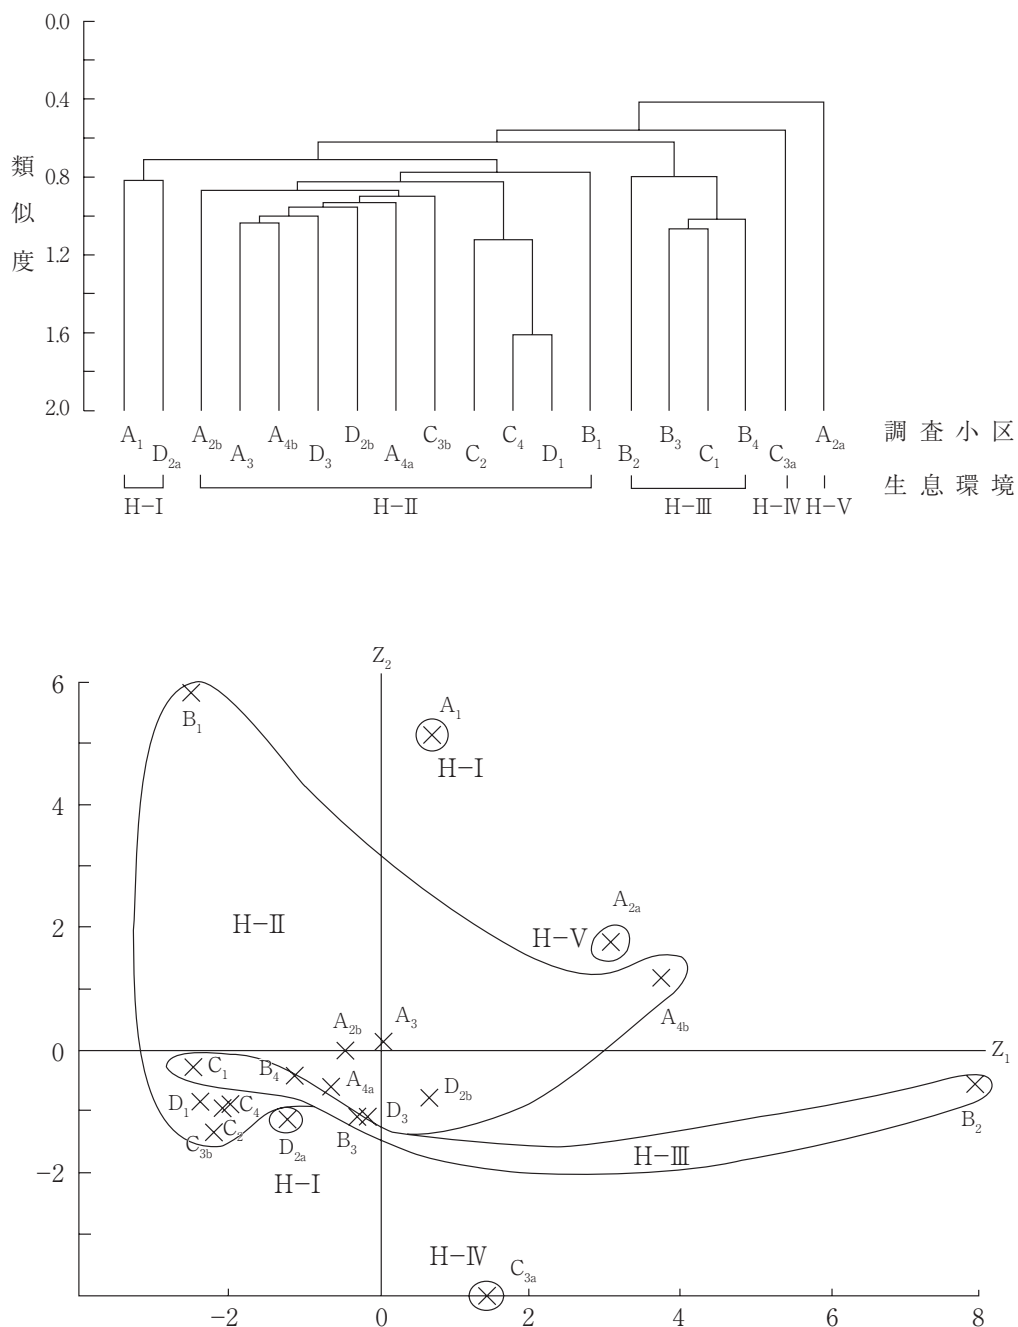 0.0
0.4
0.8
1.2
1.6
2.0
類似度
A1 A2b A4b D2b C3b C4 B1 B3 B4 A2a 調査小区
D2a A3 D3 A4a C2 D1 B2 C1 C3a
生息環境
H-Ⅰ H-Ⅱ H-Ⅲ H-Ⅳ H-Ⅴ
Z2
6
A1
B1
H-Ⅰ
4
A2a
2
H-Ⅱ
H-Ⅴ
A4b
A2b
A3
0
Z1
C1
B4
A4a
D2b
D1
C4
D3
C2
B3
B2
C3b
D2a
H-Ⅲ
-2
H-Ⅰ
H-Ⅳ
C3a
-2 0 2 4 6 8